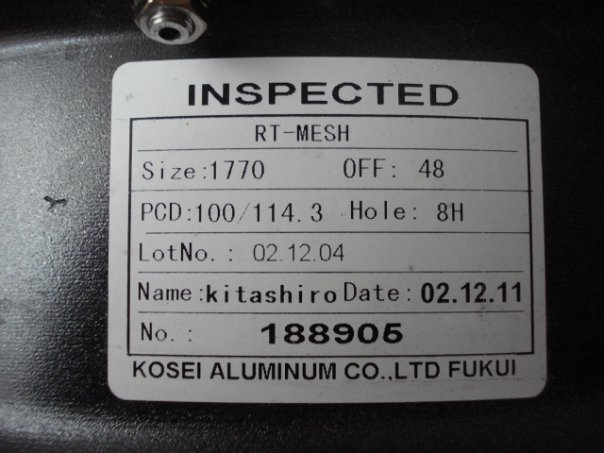 INSPECTED
RT-MESH
Size:1770 OFF: 48
PCD:100/114.3 Hole: 8H
LotNo. : 02.12.04
Name:kitashiro Date: 02.12.11
No. : 188905
KOSEI ALUMINUM CO.,LTD FUKUI